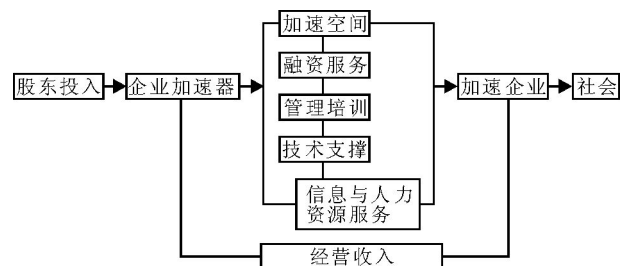 加速空间
融资服务
股东投入
企业加速器
管理培训
加速企业
社会
技术支撑
信息与人力
资源服务
经营收入